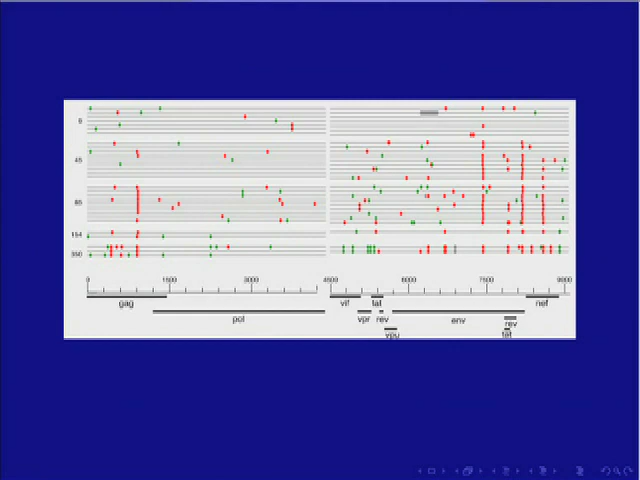 0
45
85
154
350
0 1500 3000 4500 6000 7500 9000
gag vif tat nef
pol vpr rev env rev
vpu tat